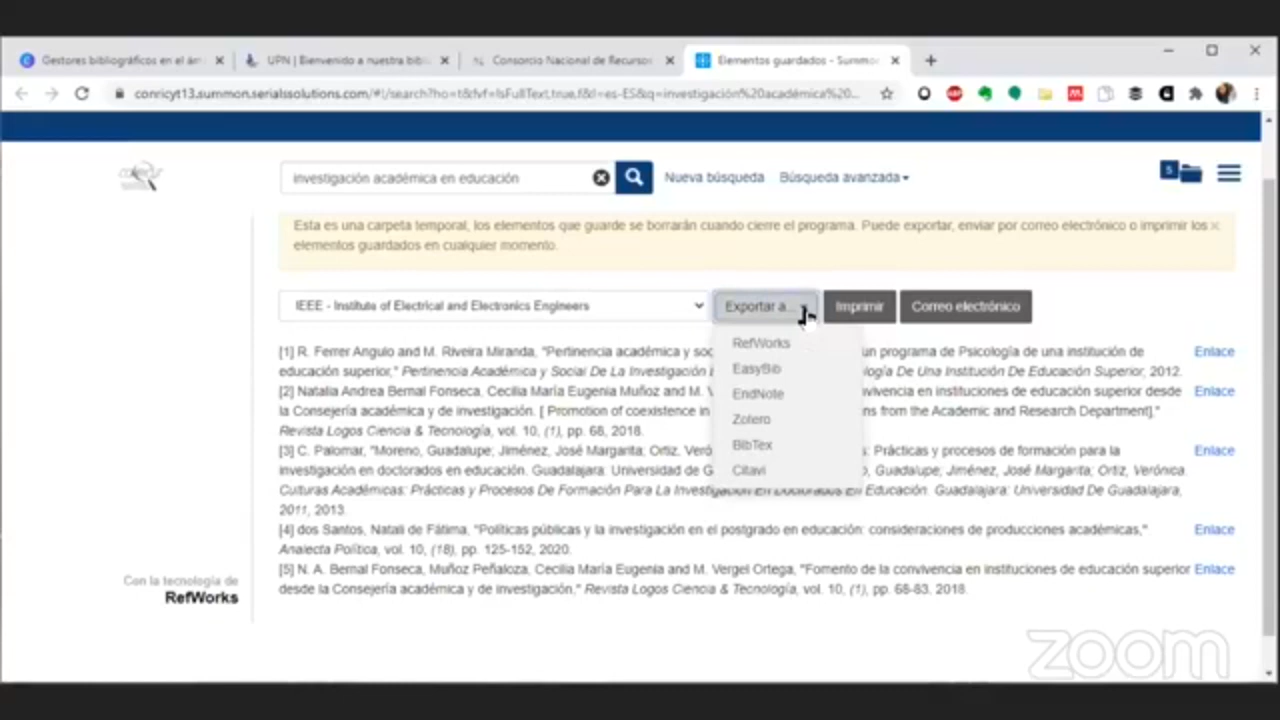 Gestores bibliográficos en el ám
UPN | Bienvenido a nuestra bibl
Consorcio Nacional de Recursos
Elementos guardados - Summon
conricyt13.summon.serialssolutions.com/#!/search?ho=t&fvf=IsFullText,true,f&l=es-ES&q=investigación%20académica%20...
investigación académica en educación
Nueva búsqueda
Búsqueda avanzada
5
Esta es una carpeta temporal, los elementos que guarde se borrarán cuando cierre el programa. Puede exportar, enviar por correo electrónico o imprimir los
elementos guardados en cualquier momento.
IEEE - Institute of Electrical and Electronics Engineers
Exportar a...
Imprimir
Correo electrónico
RefWorks
EasyBib
EndNote
Zotero
BibTex
Citavi
[1] R. Ferrer Angulo and M. Riveira Miranda, "Pertinencia académica y soc un programa de Psicología de una institución de Enlace
educación superior," Pertinencia Académica y Social De La Investigación De Una Institución De Educación Superior, 2012.
[2] Natalia Andrea Bernal Fonseca, Cecilia María Eugenia Muñoz and M. V en instituciones de educación superior desde Enlace
la Consejería académica y de investigación. [ Promotion of coexistence in from the Academic and Research Department],"
Revista Logos Ciencia & Tecnología, vol. 10, (1), pp. 68, 2018.
[3] C. Palomar, "Moreno, Guadalupe; Jiménez, José Margarita; Ortiz, Veró : Prácticas y procesos de formación para la Enlace
investigación en doctorados en educación. Guadalajara: Universidad de G Guadalupe; Jiménez, José Margarita; Ortiz, Verónica.
Culturas Académicas: Prácticas y Procesos De Formación Para La Investigación En Doctorados En Educación. Guadalajara: Universidad De Guadalajara,
2011, 2013.
[4] dos Santos, Natali de Fátima, "Políticas públicas y la investigación en el postgrado en educación: consideraciones de producciones académicas," Enlace
Analecta Política, vol. 10, (18), pp. 125-152, 2020.
[5] N. A. Bernal Fonseca, Muñoz Peñaloza, Cecilia María Eugenia and M. Vergel Ortega, "Fomento de la convivencia en instituciones de educación superior Enlace
desde la Consejería académica y de investigación," Revista Logos Ciencia & Tecnología, vol. 10, (1), pp. 68-83, 2018.
Con la tecnología de
RefWorks
zoom